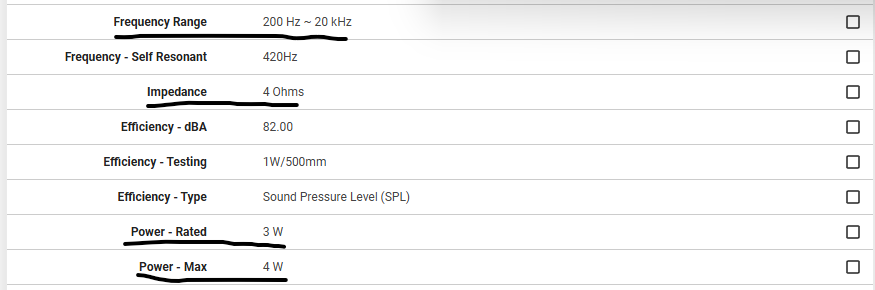 Frequency Range 200 Hz ~ 20 kHz
Frequency - Self Resonant 420Hz
Impedance 4 Ohms
Efficiency - dBA 82.00
Efficiency - Testing 1W/500mm
Efficiency - Type Sound Pressure Level (SPL)
Power - Rated 3 W
Power - Max 4 W